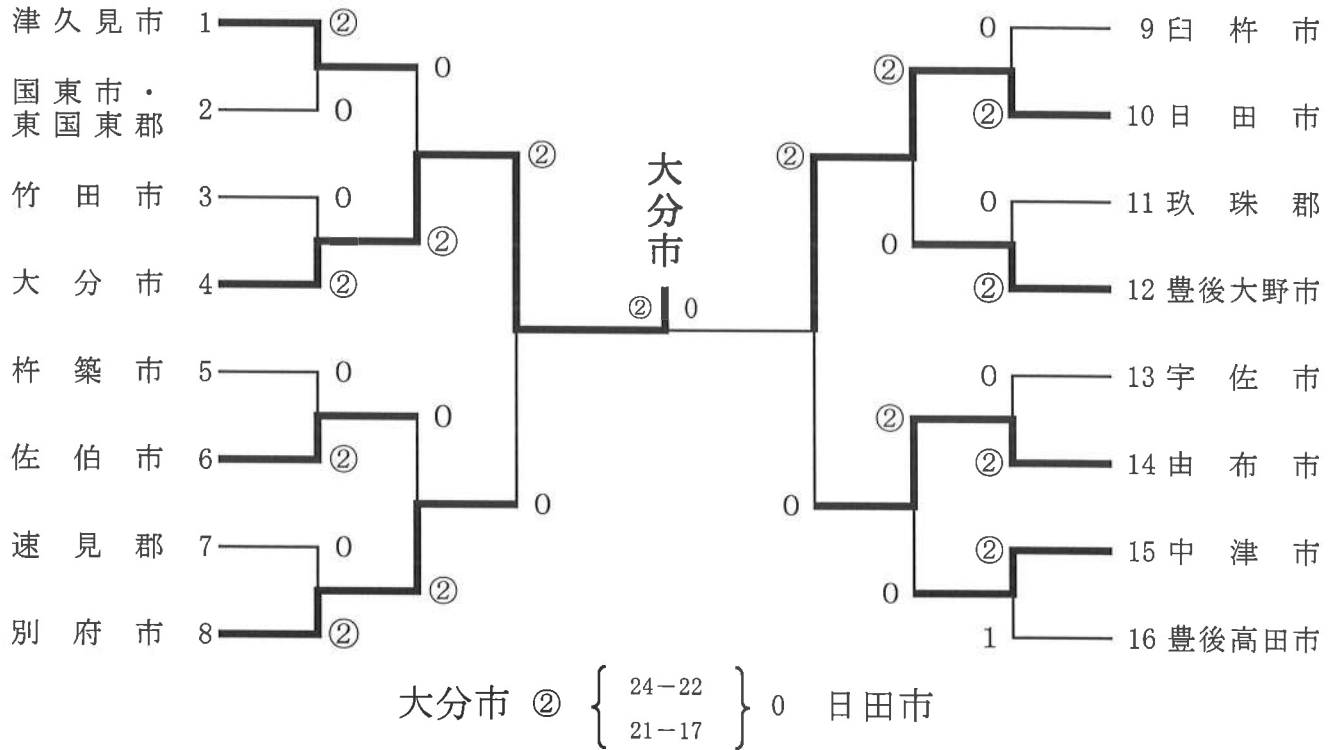 津久見市 1 ②
0
国東市・
東国東郡 2 0
②
竹田市 3 0
②
大分市 4 ②
杵築市 5 0
0
佐伯市 6 ②
0
速見郡 7 0
②
別府市 8 ②
大分市
② 0
0 9 臼杵市
②
② 10 日田市
②
0 11 玖珠郡
0
② 12 豊後大野市
0 13 宇佐市
②
② 14 由布市
0
② 15 中津市
0
1 16 豊後高田市
大分市 ② { 24－22 } 0 日田市
21－17